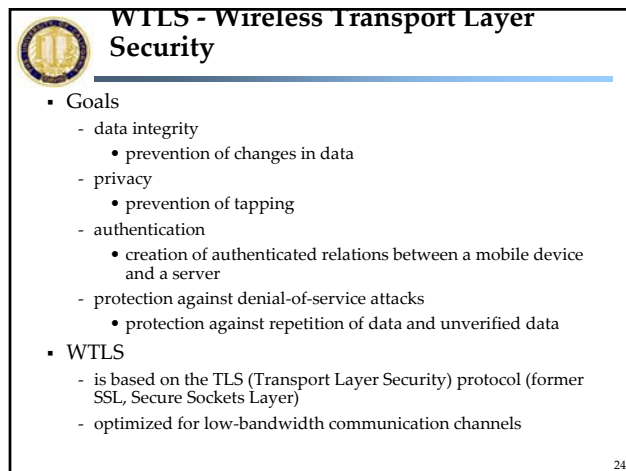 WTLS - Wireless Transport Layer
Security
▪ Goals
- data integrity
• prevention of changes in data
- privacy
• prevention of tapping
- authentication
• creation of authenticated relations between a mobile device
and a server
- protection against denial-of-service attacks
• protection against repetition of data and unverified data
▪ WTLS
- is based on the TLS (Transport Layer Security) protocol (former
SSL, Secure Sockets Layer)
- optimized for low-bandwidth communication channels
24